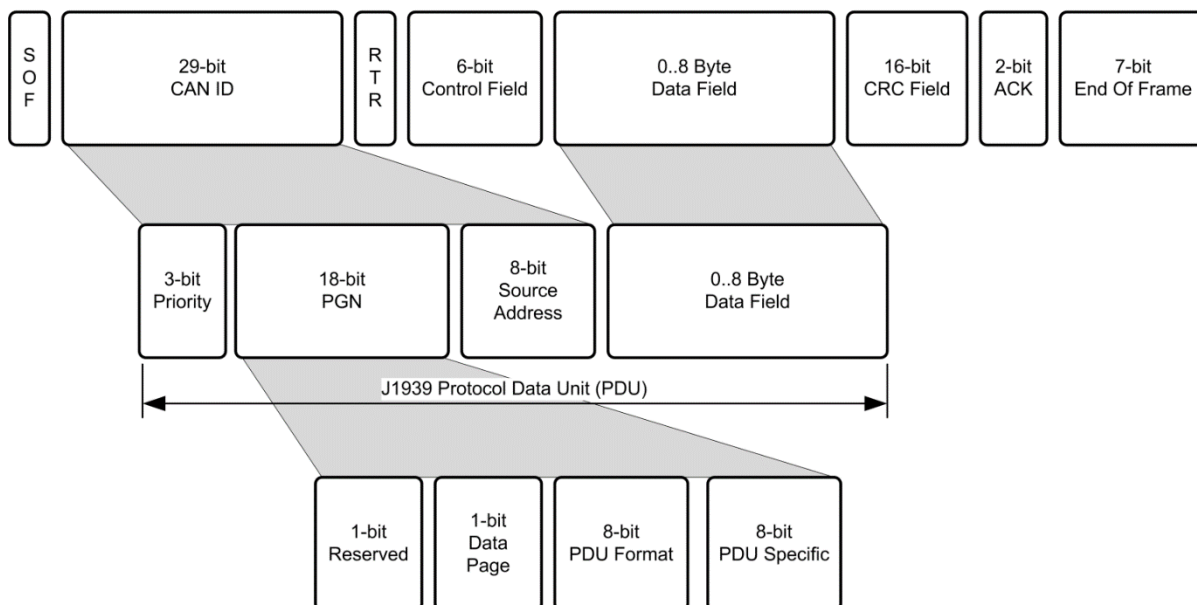 S
O
F
29-bit
CAN ID
R
T
R
6-bit
Control Field
0..8 Byte
Data Field
16-bit
CRC Field
2-bit
ACK
7-bit
End Of Frame
3-bit
Priority
18-bit
PGN
8-bit
Source
Address
0..8 Byte
Data Field
J1939 Protocol Data Unit (PDU)
1-bit
Reserved
1-bit
Data
Page
8-bit
PDU Format
8-bit
PDU Specific